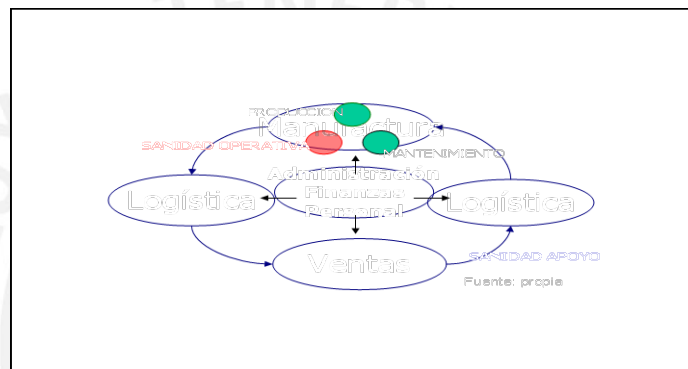 PRODUCCION
Manufactura
SANIDAD OPERATIVA
MANTENIMIENTO
Administración
Finanzas
Personal
Logística
Logística
Ventas
SANIDAD APOYO
Fuente: propia